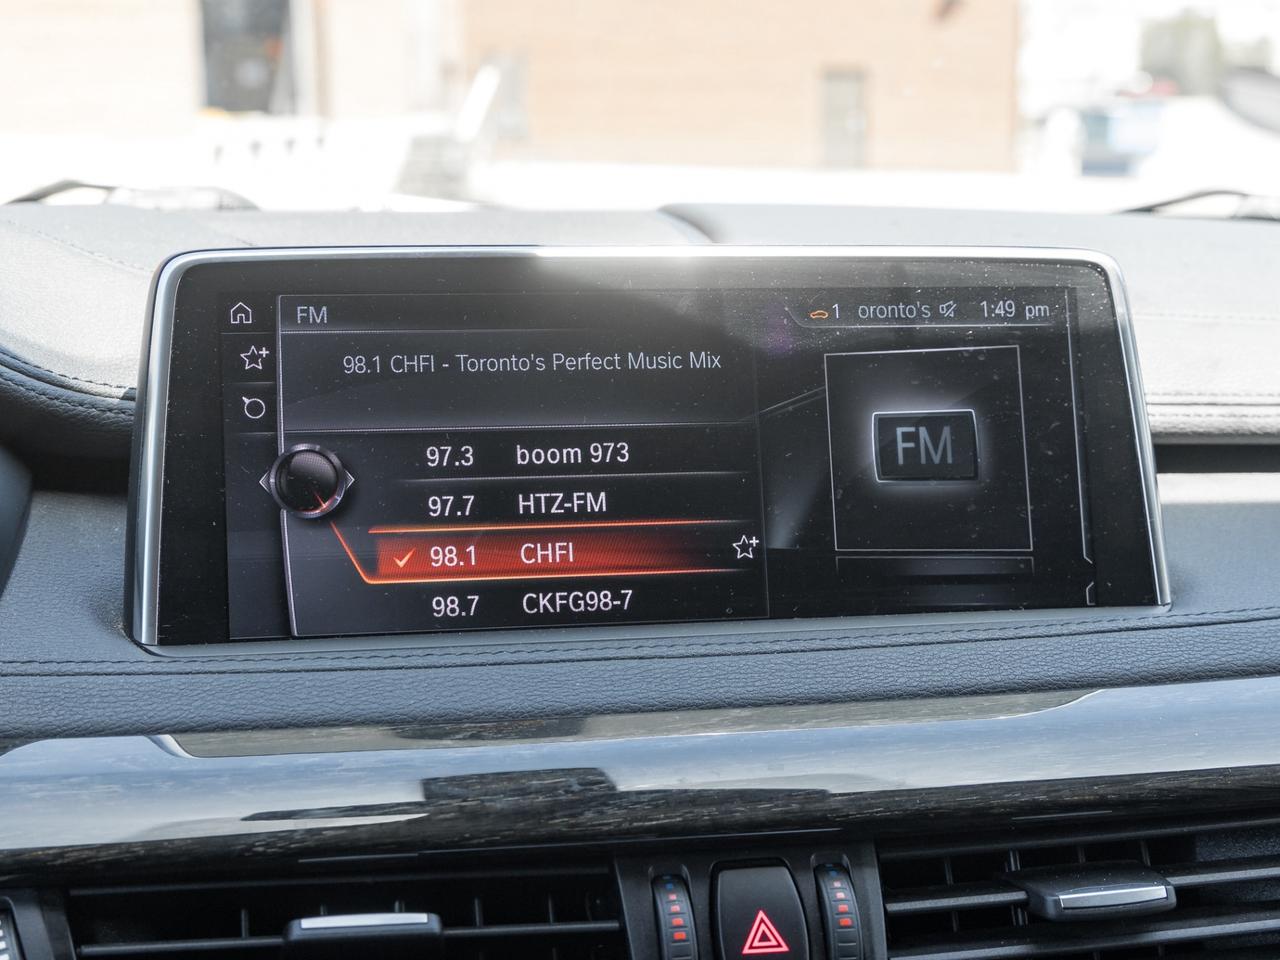 FM
1 oronto's 1:49 pm
98.1 CHFI - Toronto's Perfect Music Mix
97.3 boom 973
97.7 HTZ-FM
98.1 CHFI
98.7 CKFG98-7
FM